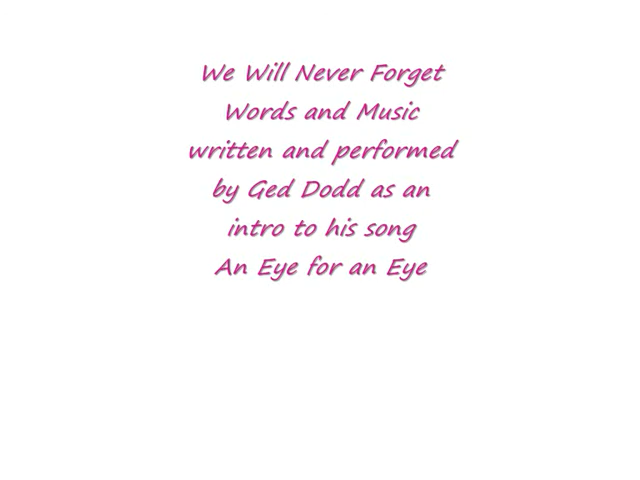 We Will Never Forget
Words and Music
written and performed
by Ged Dodd as an
intro to his song
An Eye for an Eye